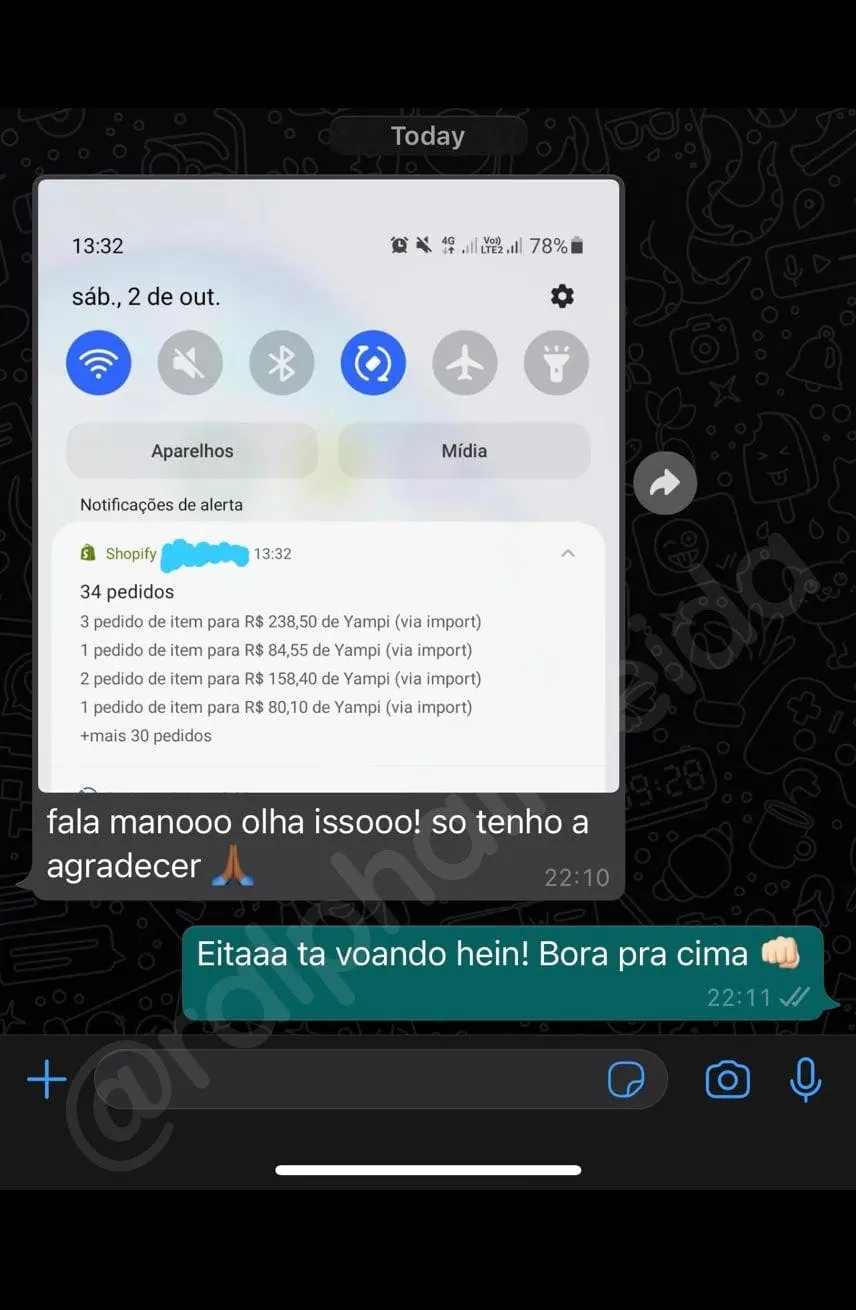 Today
13:32
4G
Vo))
LTE2
78%
sáb., 2 de out.
Aparelhos
Mídia
Notificações de alerta
Shopify
13:32
34 pedidos
3 pedido de item para R$ 238,50 de Yampi (via import)
1 pedido de item para R$ 84,55 de Yampi (via import)
2 pedido de item para R$ 158,40 de Yampi (via import)
1 pedido de item para R$ 80,10 de Yampi (via import)
+mais 30 pedidos
fala manooo olha issooo! so tenho a
agradecer 🙏🏾
22:10
Eitaaa ta voando hein! Bora pra cima 👊🏻
22:11